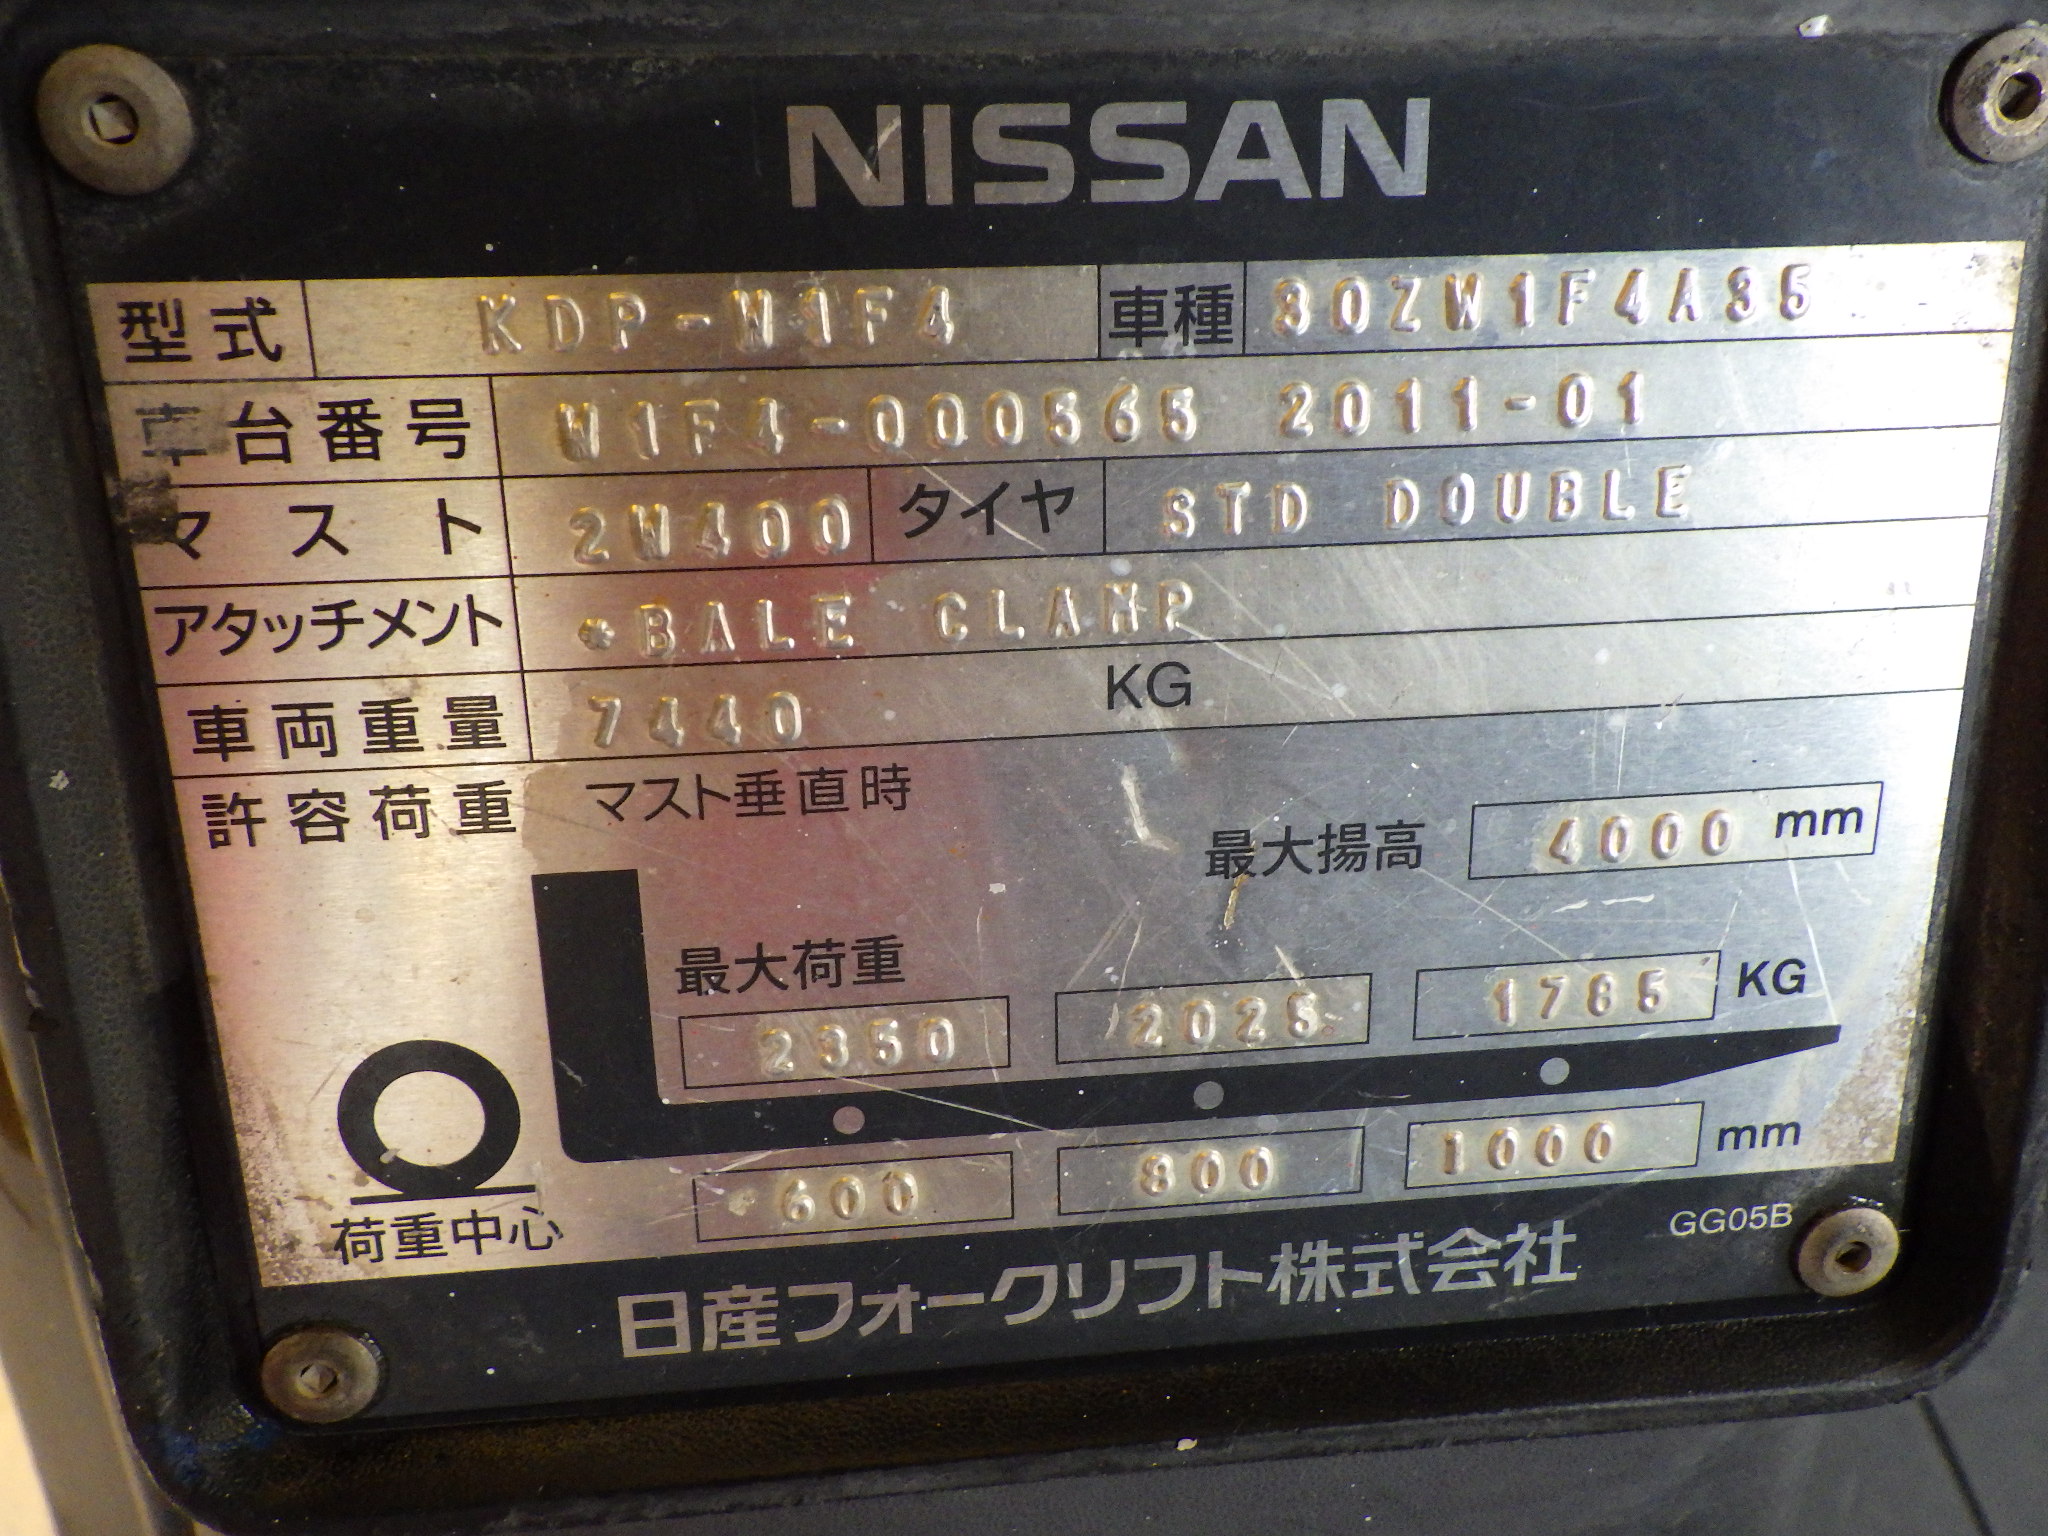 NISSAN
型式 KDP-W1F4 車種 30ZW1F4A35
車台番号 W1F4-000565 2011-01
マスト 2W400 タイヤ STD DOUBLE
アタッチメント *BALE CLAMP
車両重量 7440 KG
許容荷重 マスト垂直時
最大揚高 4000 mm
最大荷重
2350 2025 1785 KG
600 800 1000 mm
荷重中心
GG05B
日産フォークリフト株式会社